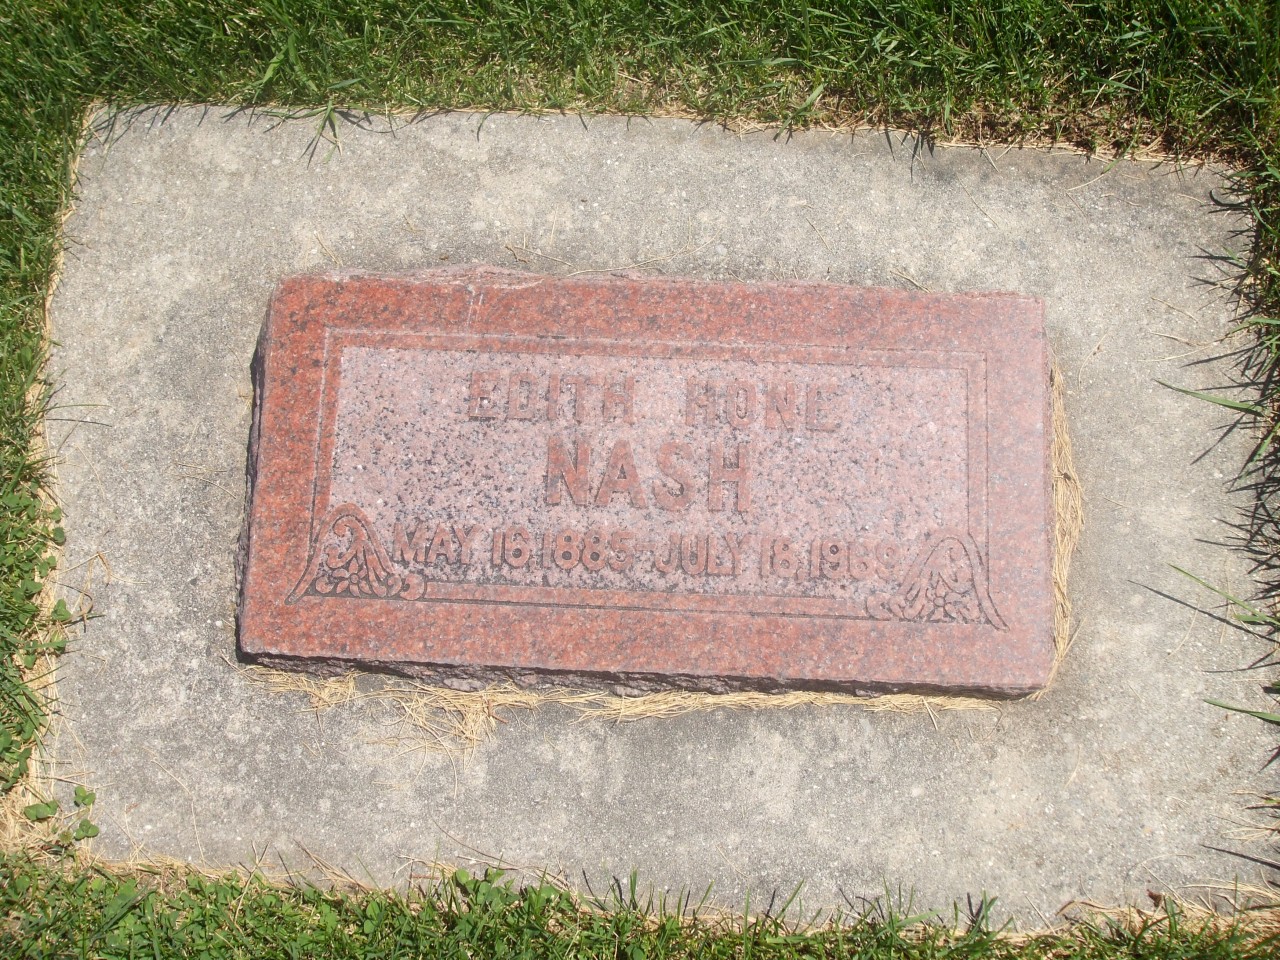 EDITH HONE
NASH
MAY 16, 1885 - JULY 18, 1969